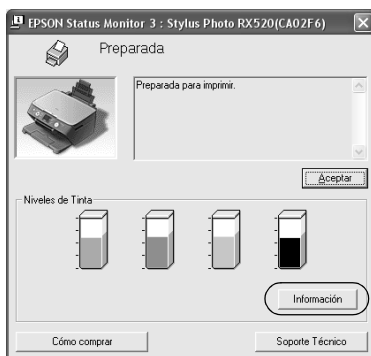 EPSON Status Monitor 3 : Stylus Photo RX520(CA02F6)
Preparada
Preparada para imprimir.
Aceptar
Niveles de Tinta
Información
Cómo comprar
Soporte Técnico